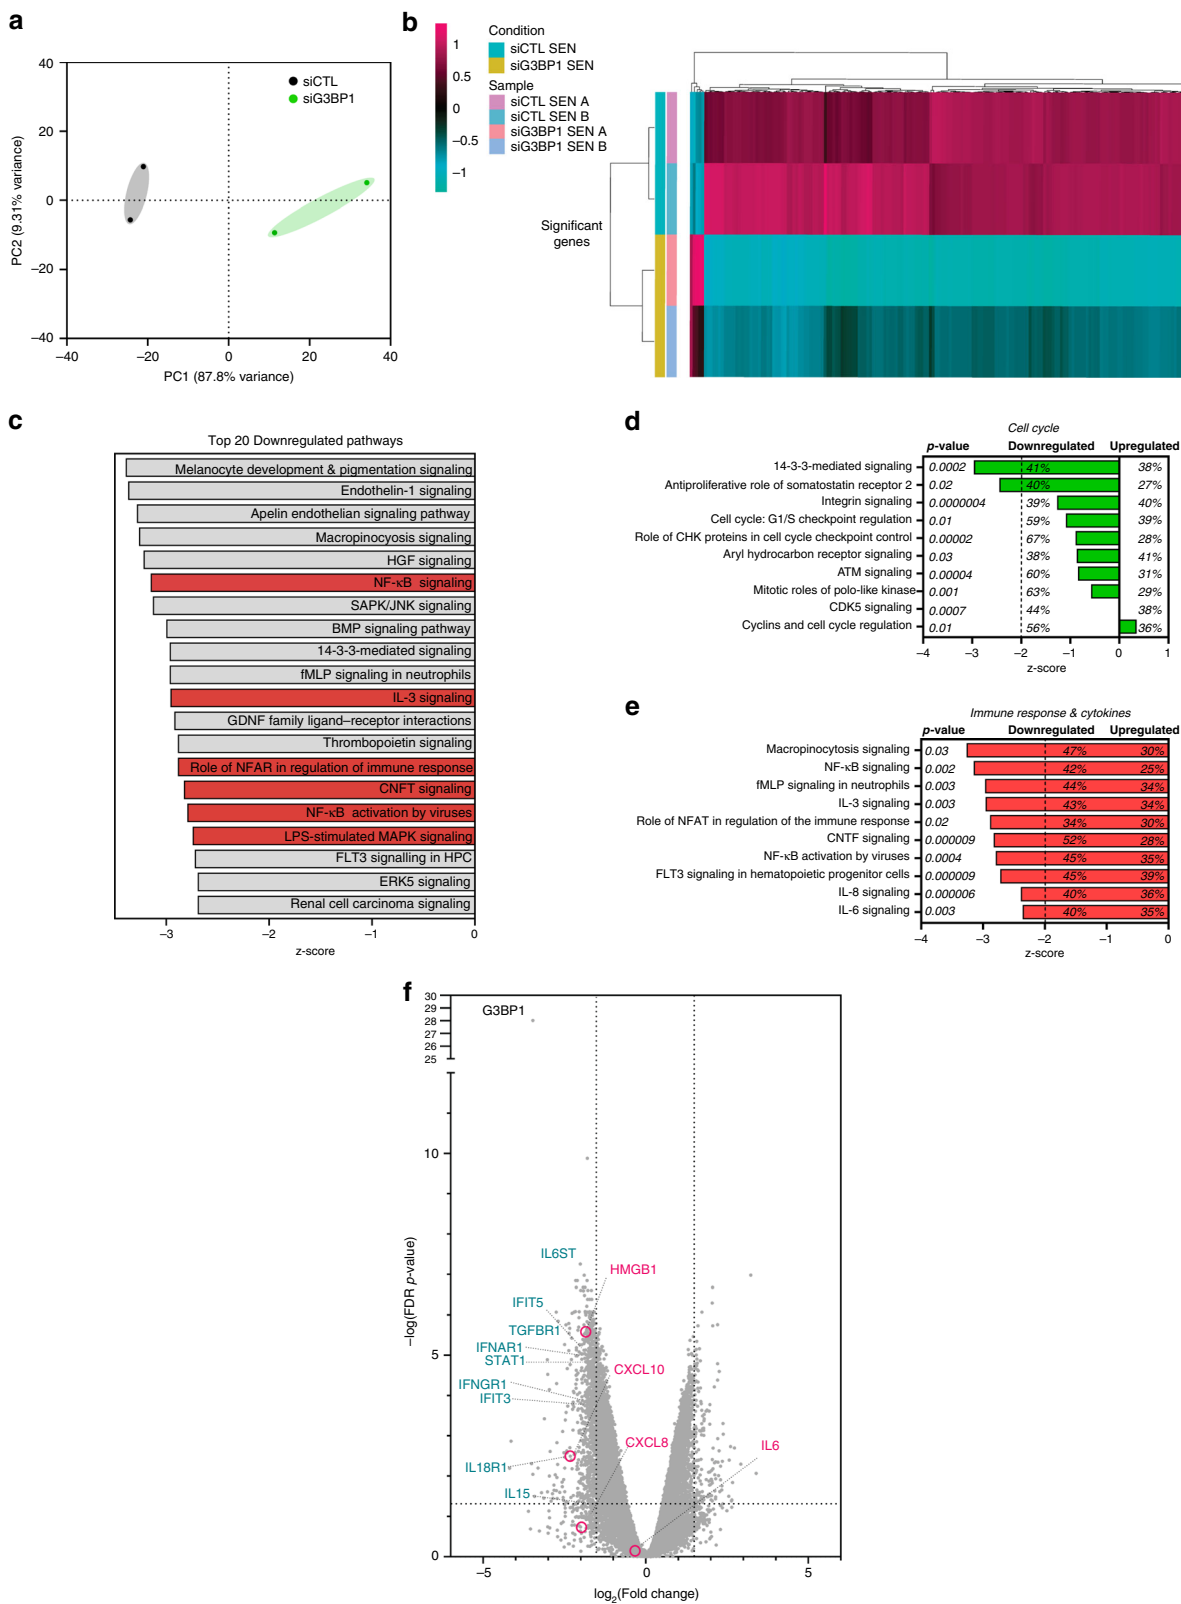 a
40
20
0
−20
−40
−40
−20
0
20
40
PC2 (9.31% variance)
PC1 (87.8% variance)
siCTL
siG3BP1
b
1
0.5
0
−0.5
−1
Condition
siCTL SEN
siG3BP1 SEN
Sample
siCTL SEN A
siCTL SEN B
siG3BP1 SEN A
siG3BP1 SEN B
Significant
genes
c
Top 20 Downregulated pathways
Melanocyte development & pigmentation signaling
Endothelin-1 signaling
Apelin endothelian signaling pathway
Macropinocyosis signaling
HGF signaling
NF-κB signaling
SAPK/JNK signaling
BMP signaling pathway
14-3-3-mediated signaling
fMLP signaling in neutrophils
IL-3 signaling
GDNF family ligand–receptor interactions
Thrombopoietin signaling
Role of NFAR in regulation of immune response
CNFT signaling
NF-κB activation by viruses
LPS-stimulated MAPK signaling
FLT3 signalling in HPC
ERK5 signaling
Renal cell carcinoma signaling
−3
−2
−1
0
z-score
d
Cell cycle
p-value Downregulated Upregulated
14-3-3-mediated signaling 0.0002 41% 38%
Antiproliferative role of somatostatin receptor 2 0.02 40% 27%
Integrin signaling 0.0000004 39% 40%
Cell cycle: G1/S checkpoint regulation 0.01 59% 39%
Role of CHK proteins in cell cycle checkpoint control 0.00002 67% 28%
Aryl hydrocarbon receptor signaling 0.03 38% 41%
ATM signaling 0.00004 60% 31%
Mitotic roles of polo-like kinase 0.001 63% 29%
CDK5 signaling 0.0007 44% 38%
Cyclins and cell cycle regulation 0.01 56% 36%
−4 −3 −2 −1 0 1
z-score
e
Immune response & cytokines
p-value Downregulated Upregulated
Macropinocytosis signaling 0.03 47% 30%
NF-κB signaling 0.002 42% 25%
fMLP signaling in neutrophils 0.003 44% 34%
IL-3 signaling 0.003 43% 34%
Role of NFAT in regulation of the immune response 0.02 34% 30%
CNTF signaling 0.000009 52% 28%
NF-κB activation by viruses 0.0004 45% 35%
FLT3 signaling in hematopoietic progenitor cells 0.000009 45% 39%
IL-8 signaling 0.000006 40% 36%
IL-6 signaling 0.003 40% 35%
−4 −3 −2 −1 0
z-score
f
30
29
28
27
26
25
10
5
0
−log(FDR p-value)
G3BP1
IL6ST
HMGB1
IFIT5
TGFBR1
IFNAR1
STAT1
CXCL10
IFNGR1
IFIT3
CXCL8
IL6
IL18R1
IL15
−5
0
5
log2(Fold change)